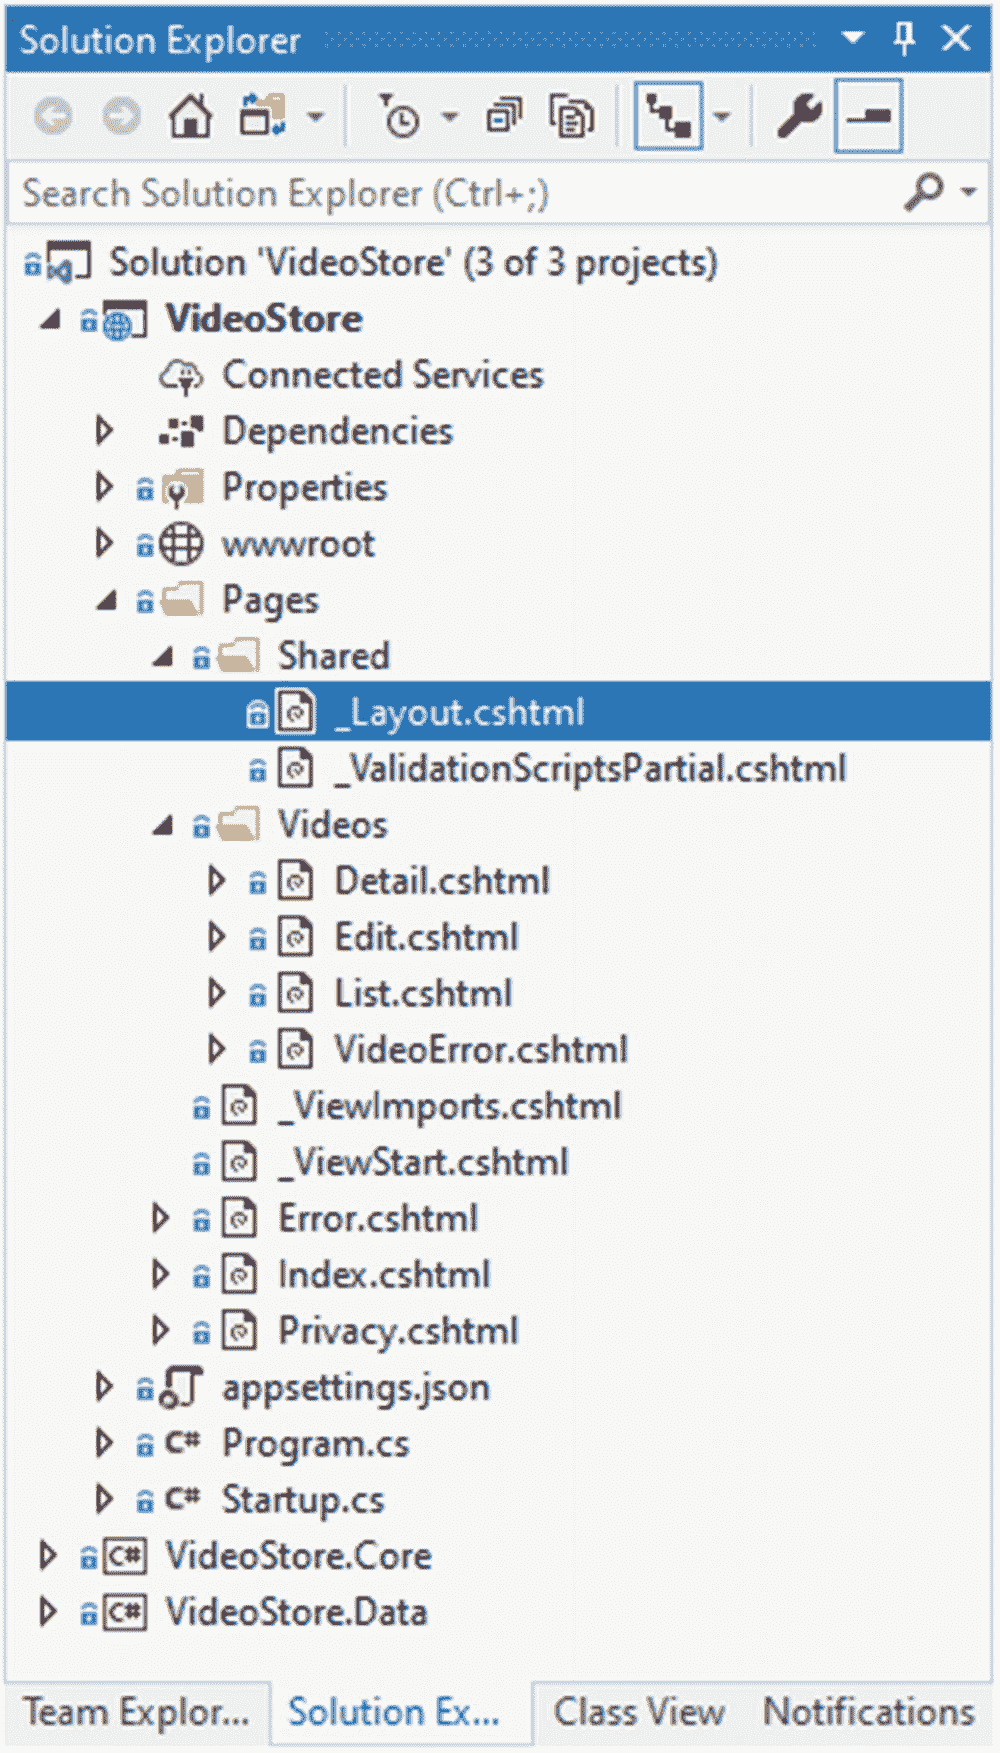 Solution Explorer
Search Solution Explorer (Ctrl+;)
Solution 'VideoStore' (3 of 3 projects)
VideoStore
Connected Services
Dependencies
Properties
wwwroot
Pages
Shared
_Layout.cshtml
_ValidationScriptsPartial.cshtml
Videos
Detail.cshtml
Edit.cshtml
List.cshtml
VideoError.cshtml
_ViewImports.cshtml
_ViewStart.cshtml
Error.cshtml
Index.cshtml
Privacy.cshtml
appsettings.json
C# Program.cs
C# Startup.cs
C# VideoStore.Core
C# VideoStore.Data
Team Explor... Solution Ex... Class View Notifications